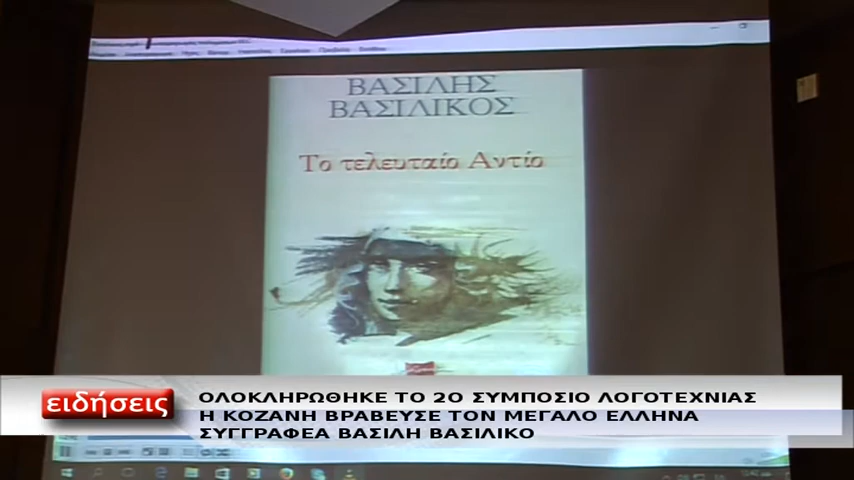 ΒΑΣΙΛΗΣ
ΒΑΣΙΛΙΚΟΣ
Το τελευταίο Αντίο
ειδήσεις
ΟΛΟΚΛΗΡΩΘΗΚΕ ΤΟ 2Ο ΣΥΜΠΟΣΙΟ ΛΟΓΟΤΕΧΝΙΑΣ
Η ΚΟΖΑΝΗ ΒΡΑΒΕΥΣΕ ΤΟΝ ΜΕΓΑΛΟ ΕΛΛΗΝΑ
ΣΥΓΓΡΑΦΕΑ ΒΑΣΙΛΗ ΒΑΣΙΛΙΚΟ